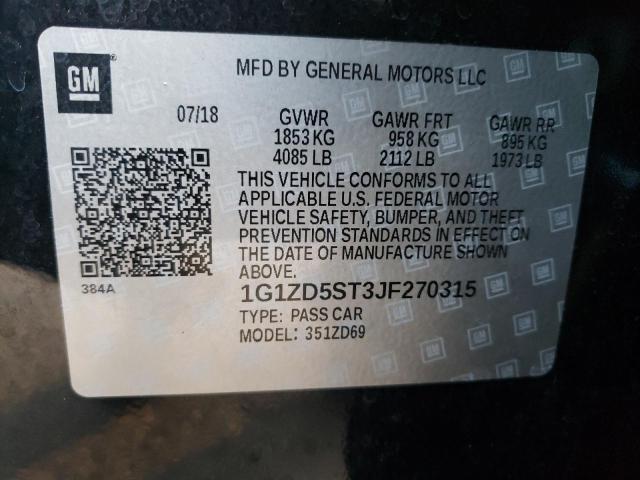 GM
MFD BY GENERAL MOTORS LLC
07/18 GVWR GAWR FRT GAWR RR
1853 KG 958 KG 895 KG
4085 LB 2112 LB 1973 LB
THIS VEHICLE CONFORMS TO ALL
APPLICABLE U.S. FEDERAL MOTOR
VEHICLE SAFETY, BUMPER, AND THEFT
PREVENTION STANDARDS IN EFFECT ON
THE DATE OF MANUFACTURE SHOWN
ABOVE.
384A
1G1ZD5ST3JF270315
TYPE: PASS CAR
MODEL: 351ZD69